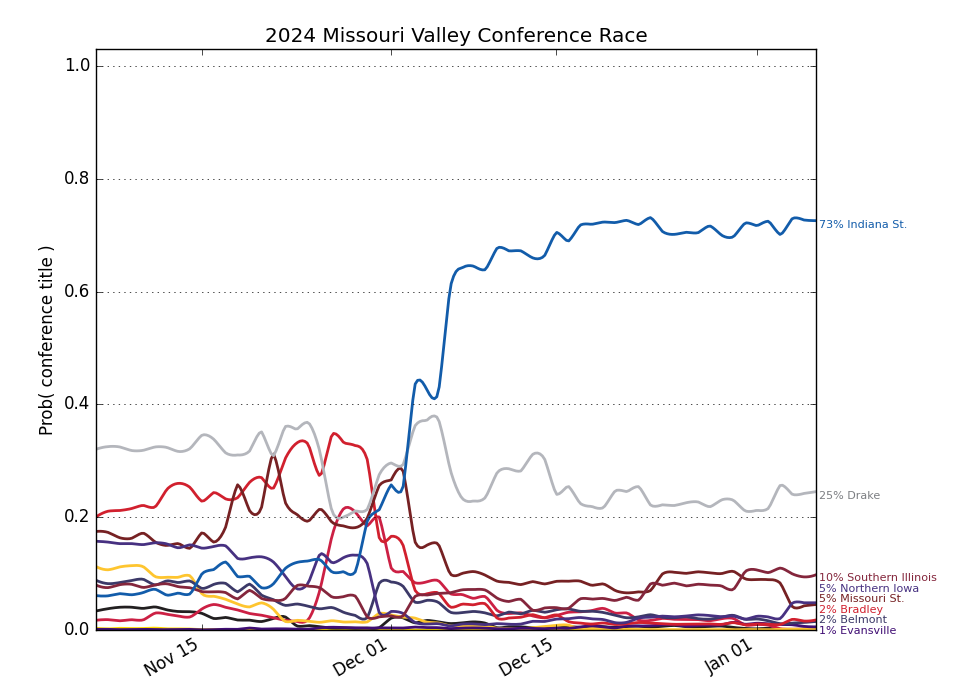 2024 Missouri Valley Conference Race
Prob( conference title )
1.0
0.8
0.6
0.4
0.2
0.0
Nov 15
Dec 01
Dec 15
Jan 01
73% Indiana St.
25% Drake
10% Southern Illinois
5% Northern Iowa
5% Missouri St.
2% Bradley
2% Belmont
1% Evansville